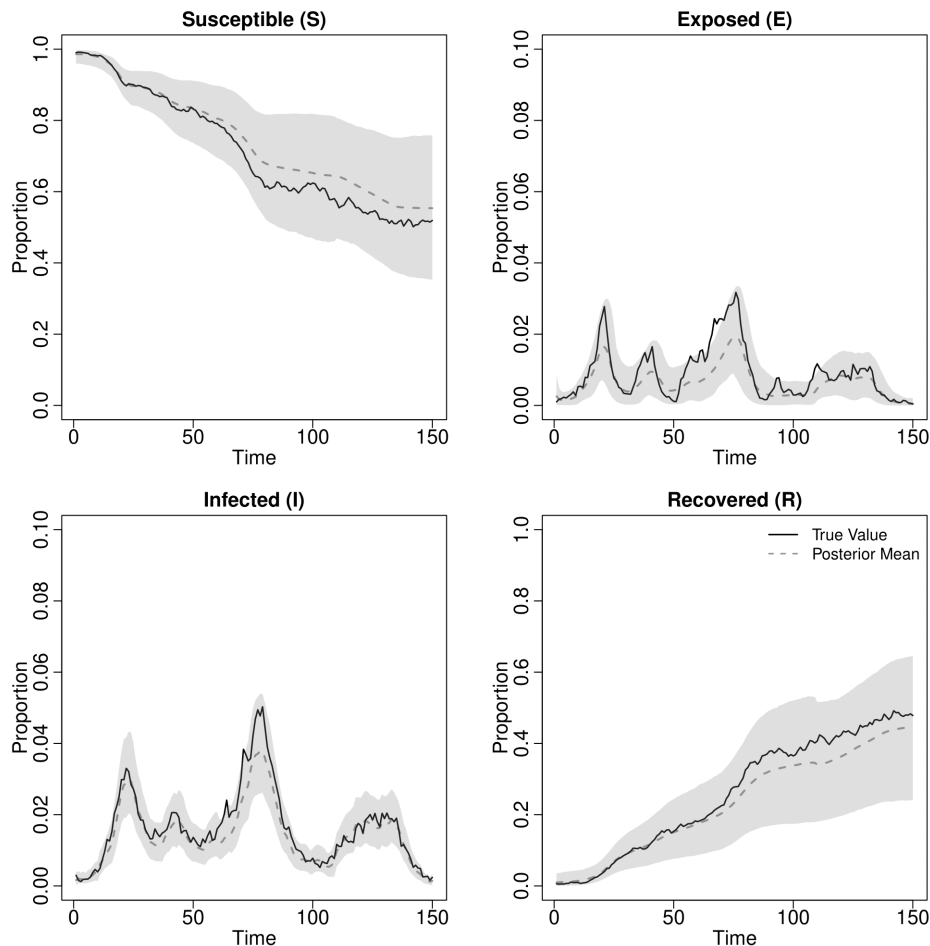 Susceptible (S)
Proportion
0.0 0.2 0.4 0.6 0.8 1.0
0 50 100 150
Time
Exposed (E)
Proportion
0.00 0.02 0.04 0.06 0.08 0.10
0 50 100 150
Time
Infected (I)
Proportion
0.00 0.02 0.04 0.06 0.08 0.10
0 50 100 150
Time
Recovered (R)
True Value
Posterior Mean
Proportion
0.0 0.2 0.4 0.6 0.8 1.0
0 50 100 150
Time